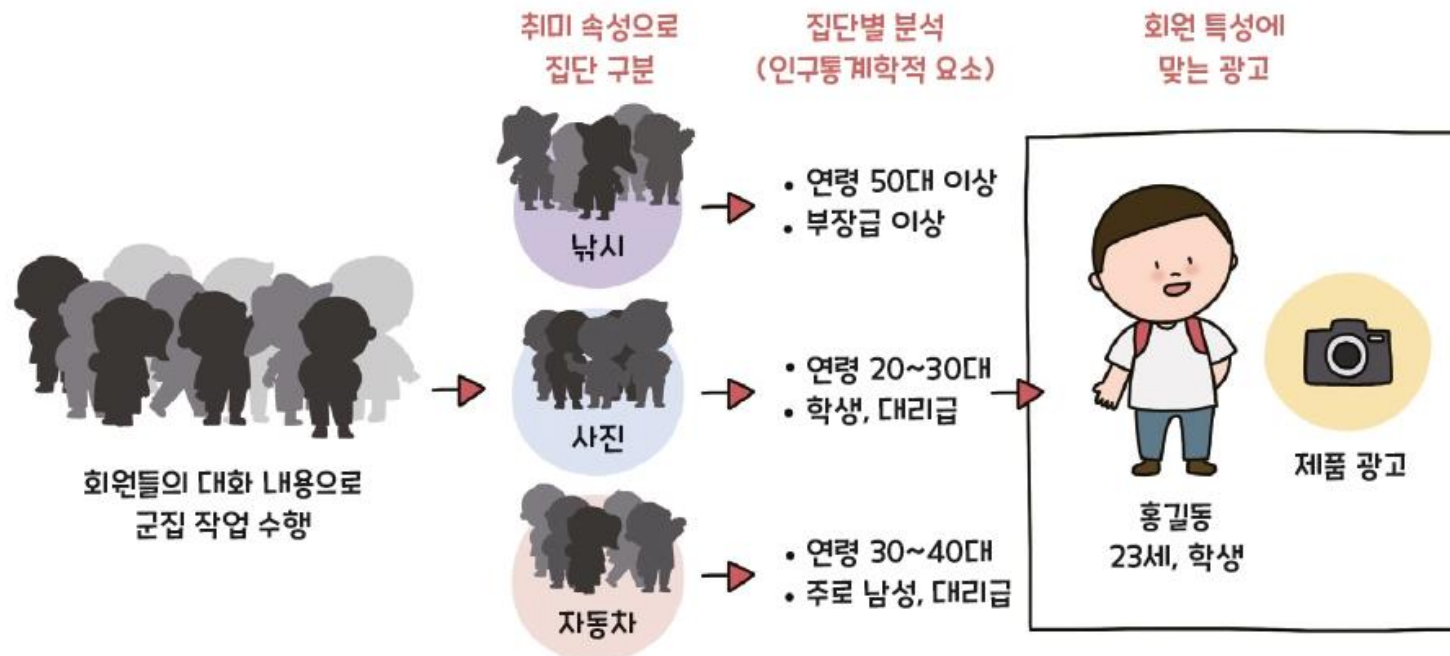 취미 속성으로
집단 구분
집단별 분석
(인구통계학적 요소)
회원 특성에
맞는 광고
회원들의 대화 내용으로
군집 작업 수행
낚시
• 연령 50대 이상
• 부장급 이상
사진
• 연령 20~30대
• 학생, 대리급
자동차
• 연령 30~40대
• 주로 남성, 대리급
홍길동
23세, 학생
제품 광고